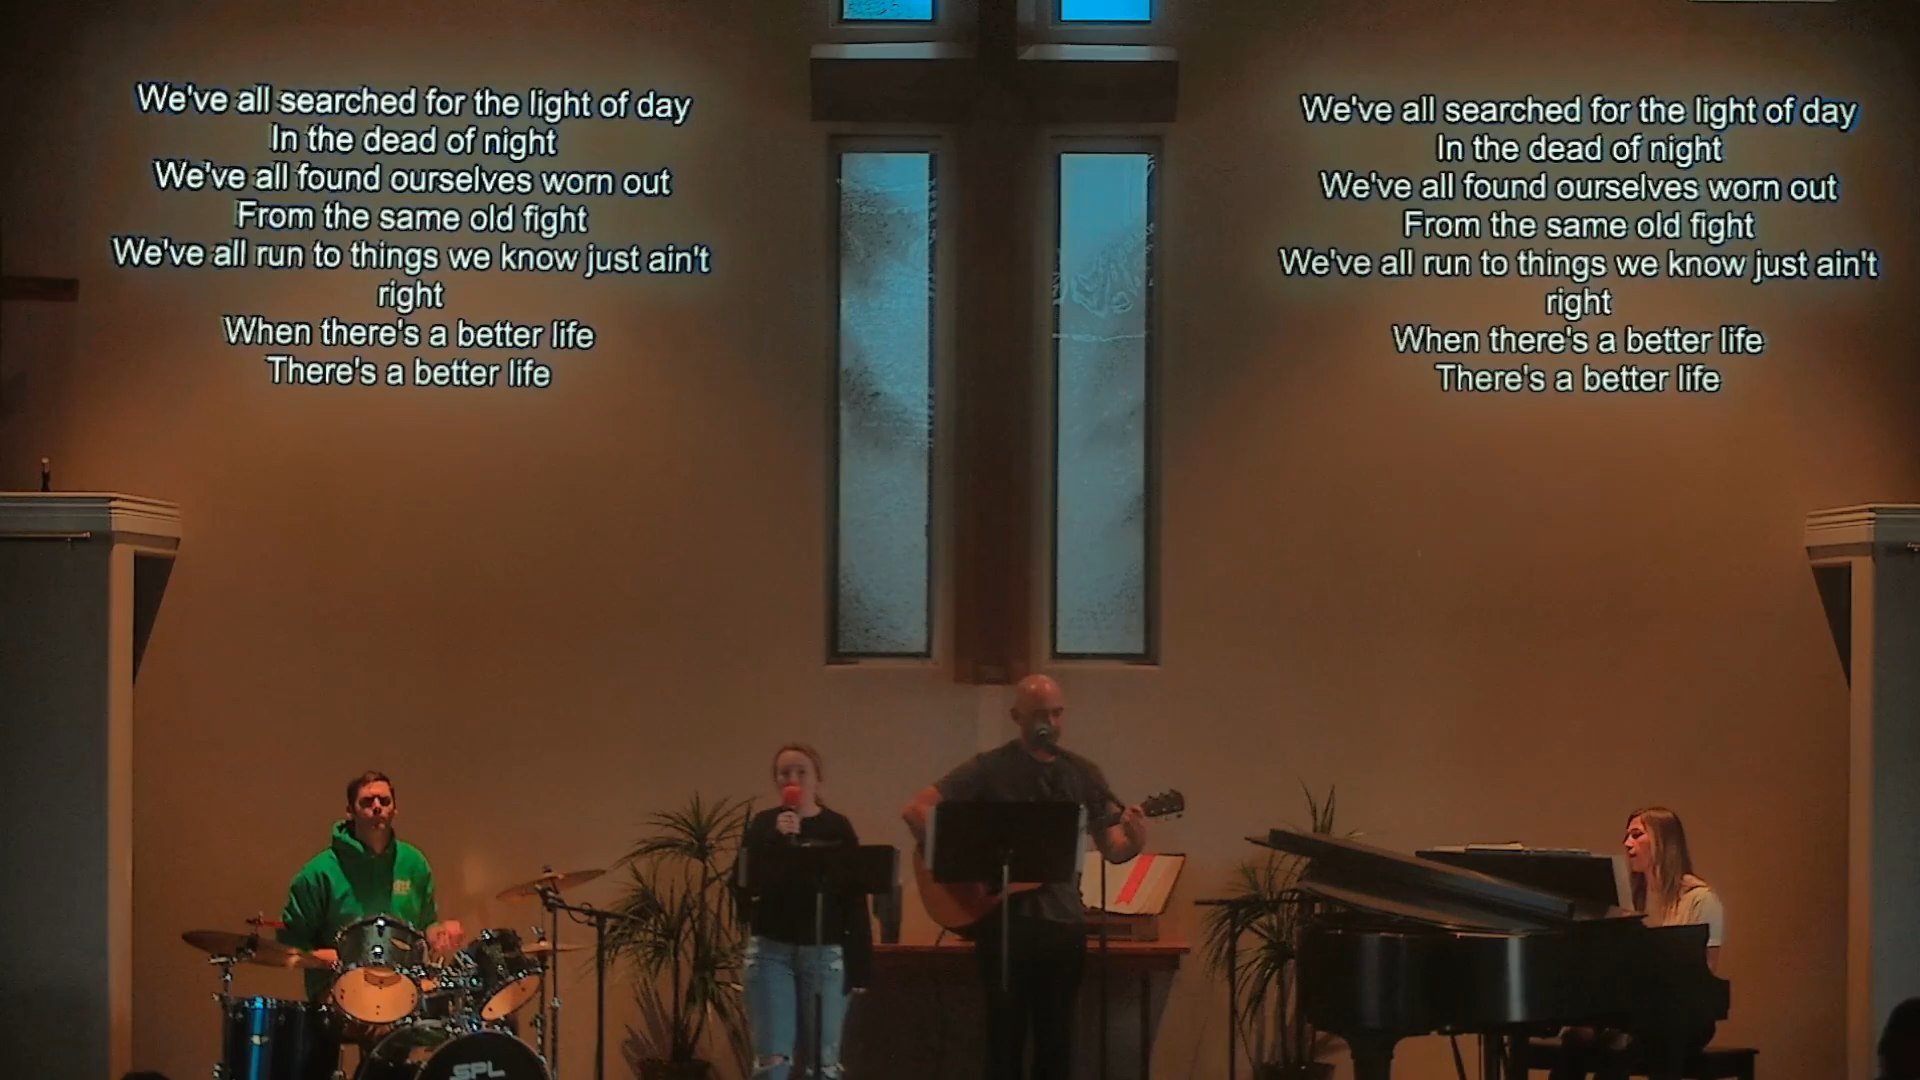 We've all searched for the light of day
In the dead of night
We've all found ourselves worn out
From the same old fight
We've all run to things we know just ain't
right
When there's a better life
There's a better life
We've all searched for the light of day
In the dead of night
We've all found ourselves worn out
From the same old fight
We've all run to things we know just ain't
right
When there's a better life
There's a better life
SPL